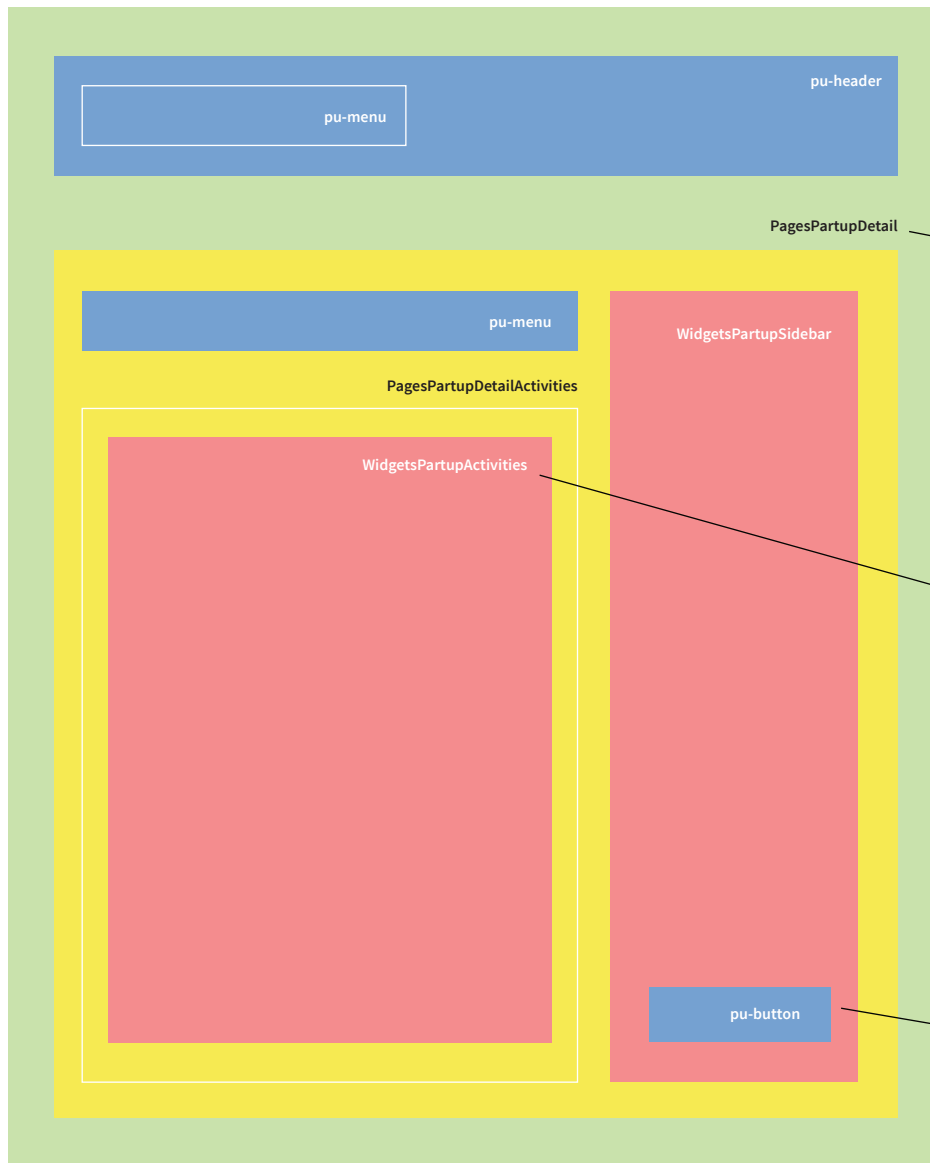 pu-header
pu-menu
PagesPartupDetail
pu-menu
WidgetsPartupSidebar
PagesPartupDetailActivities
WidgetsPartupActivities
pu-button